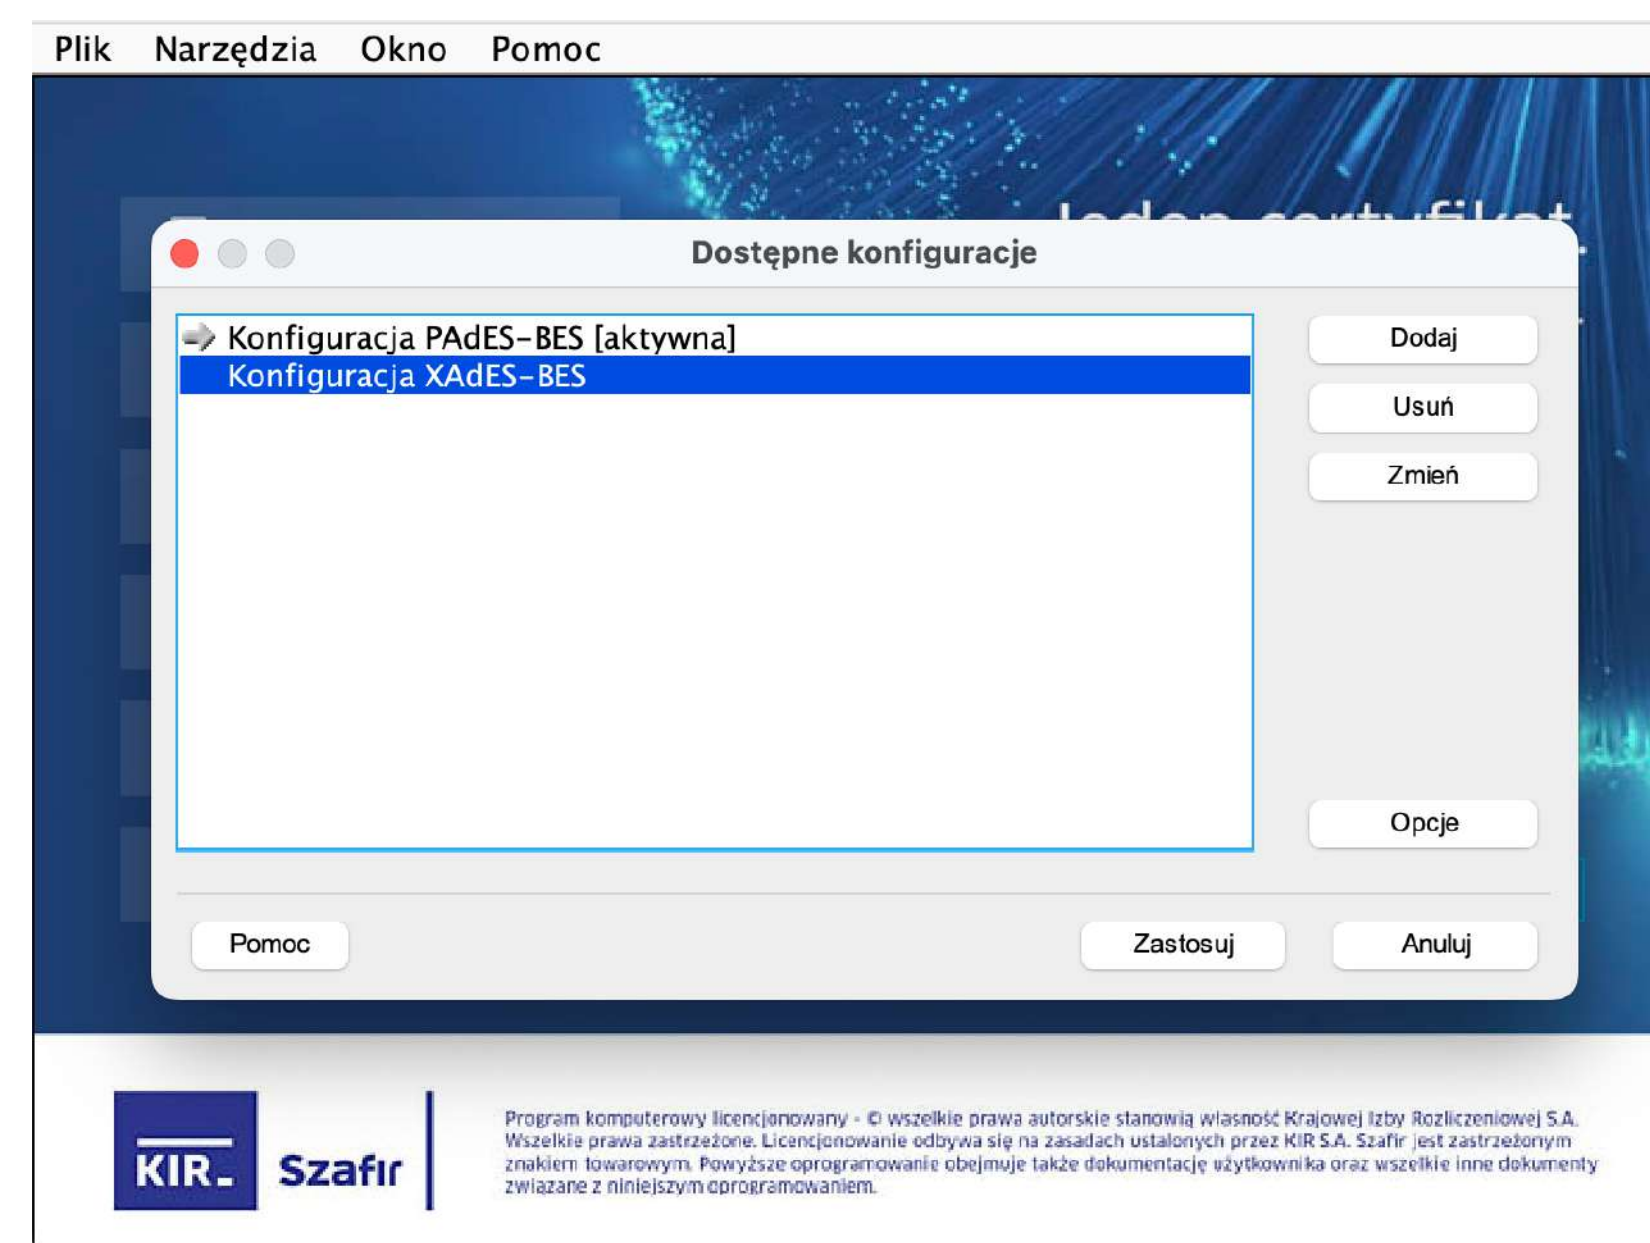 Plik Narzędzia Okno Pomoc
Jeden certyfikat
Dostępne konfiguracje
Konfiguracja PAdES-BES [aktywna]
Konfiguracja XAdES-BES
Dodaj
Usuń
Zmień
Opcje
Pomoc Zastosuj Anuluj
KIR Szafir
Program komputerowy licencjonowany - © wszelkie prawa autorskie stanowią własność Krajowej Izby Rozliczeniowej S.A.
Wszelkie prawa zastrzeżone. Licencjonowanie odbywa się na zasadach ustalonych przez KIR S.A. Szafir jest zastrzeżonym
znakiem towarowym. Powyższe oprogramowanie obejmuje także dokumentację użytkownika oraz wszelkie inne dokumenty
związane z niniejszym oprogramowaniem.